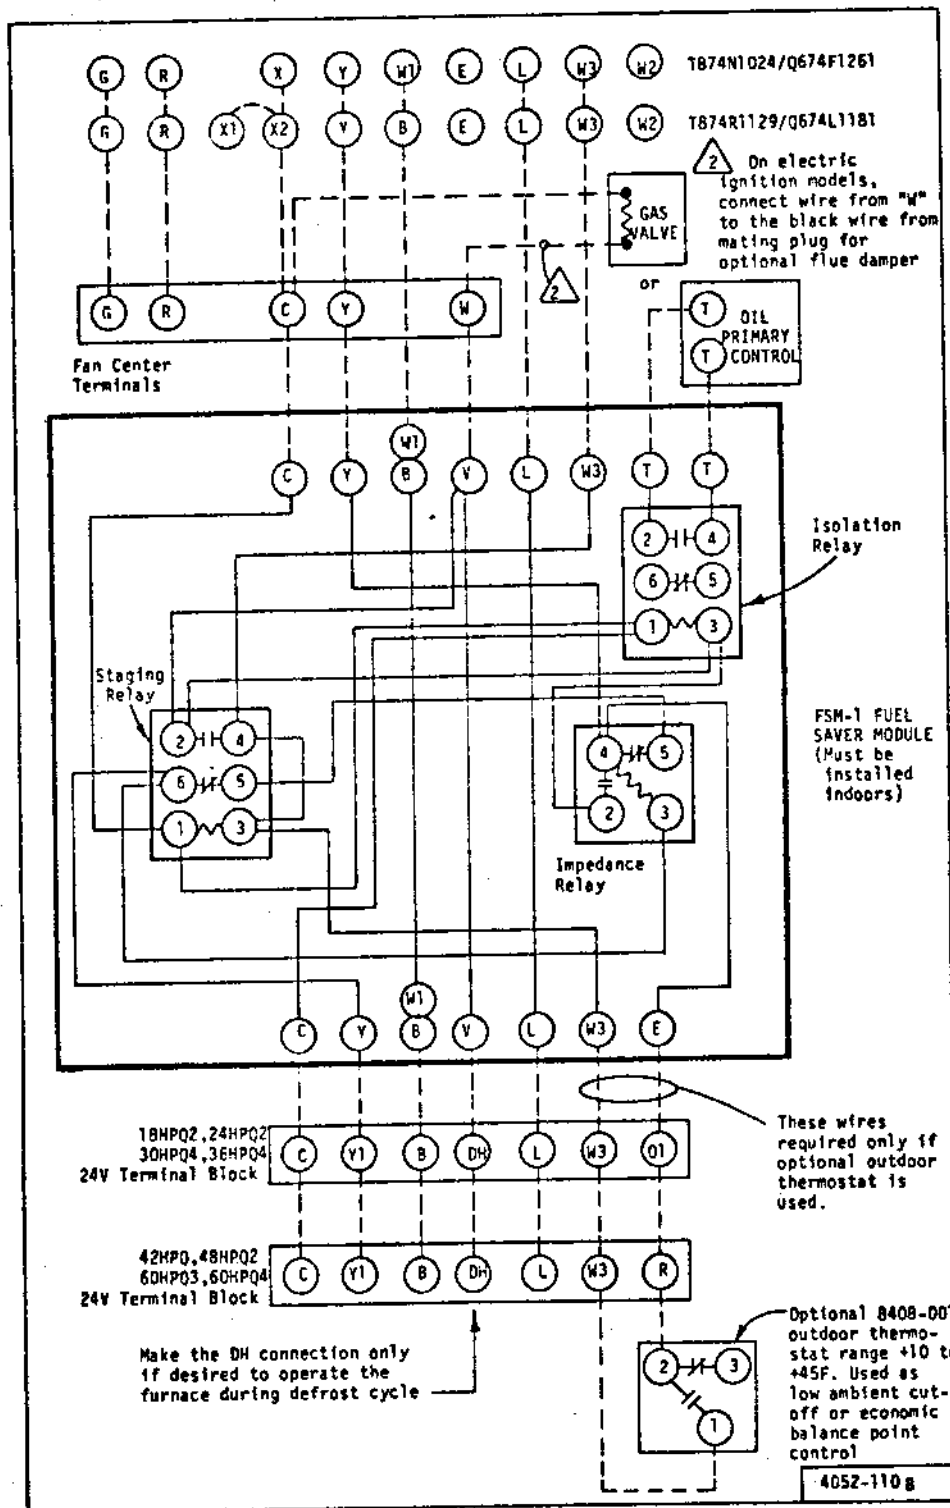 G R X Y W1 E L W3 W2 T874N1024/Q674F1261
G R X1 X2 Y B E L W3 W2 T874R1129/Q674L1181
2 On electric
ignition models,
connect wire from "W"
to the black wire from
mating plug for
optional flue damper
GAS
VALVE
2
or
G R C Y W
Fan Center
Terminals
T OIL
PRIMARY
T CONTROL
W1
C Y B V L W3 T T
Isolation
Relay
2 4
6 5
1 3
Staging
Relay
2 4
6 5
1 3
4 5
2 3
Impedance
Relay
FSM-1 FUEL
SAVER MODULE
(Must be
installed
indoors)
W1
C Y B V L W3 E
These wires
required only if
optional outdoor
thermostat is
used.
18HPQ2,24HPQ2
30HPQ4,36HPQ4
24V Terminal Block
C Y1 B DH L W3 O1
42HPQ,48HPQ2
60HPQ3,60HPQ4
24V Terminal Block
C Y1 B DH L W3 R
Make the DH connection only
if desired to operate the
furnace during defrost cycle
Optional 8408-001
outdoor thermo-
stat range +10 to
+45F. Used as
low ambient cut-
off or economic
balance point
control
2 3
1
4052-110